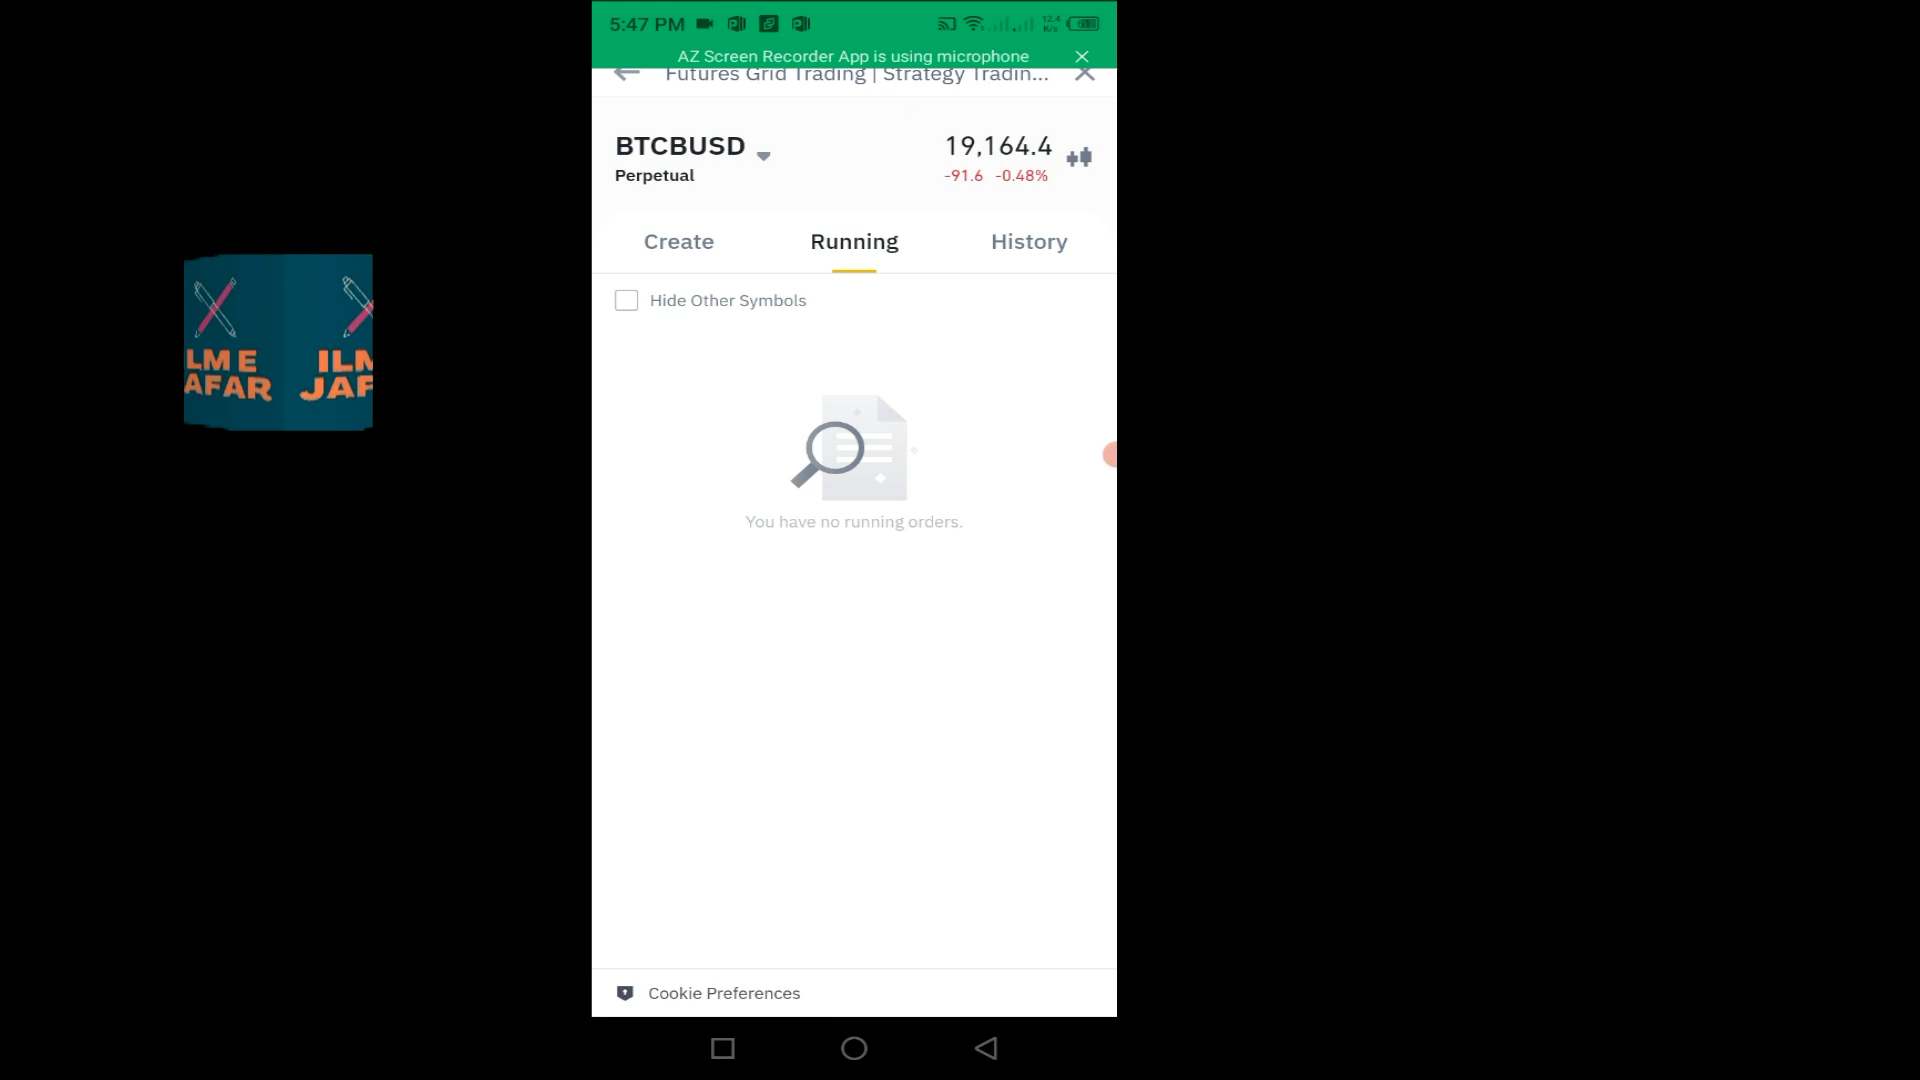 5:47 PM
12.4
K/s
AZ Screen Recorder App is using microphone
Futures Grid Trading | Strategy Tradin...
BTCBUSD
19,164.4
Perpetual
-91.6 -0.48%
Create
Running
History
Hide Other Symbols
You have no running orders.
Cookie Preferences
LM E
AFAR
ILM
JAF